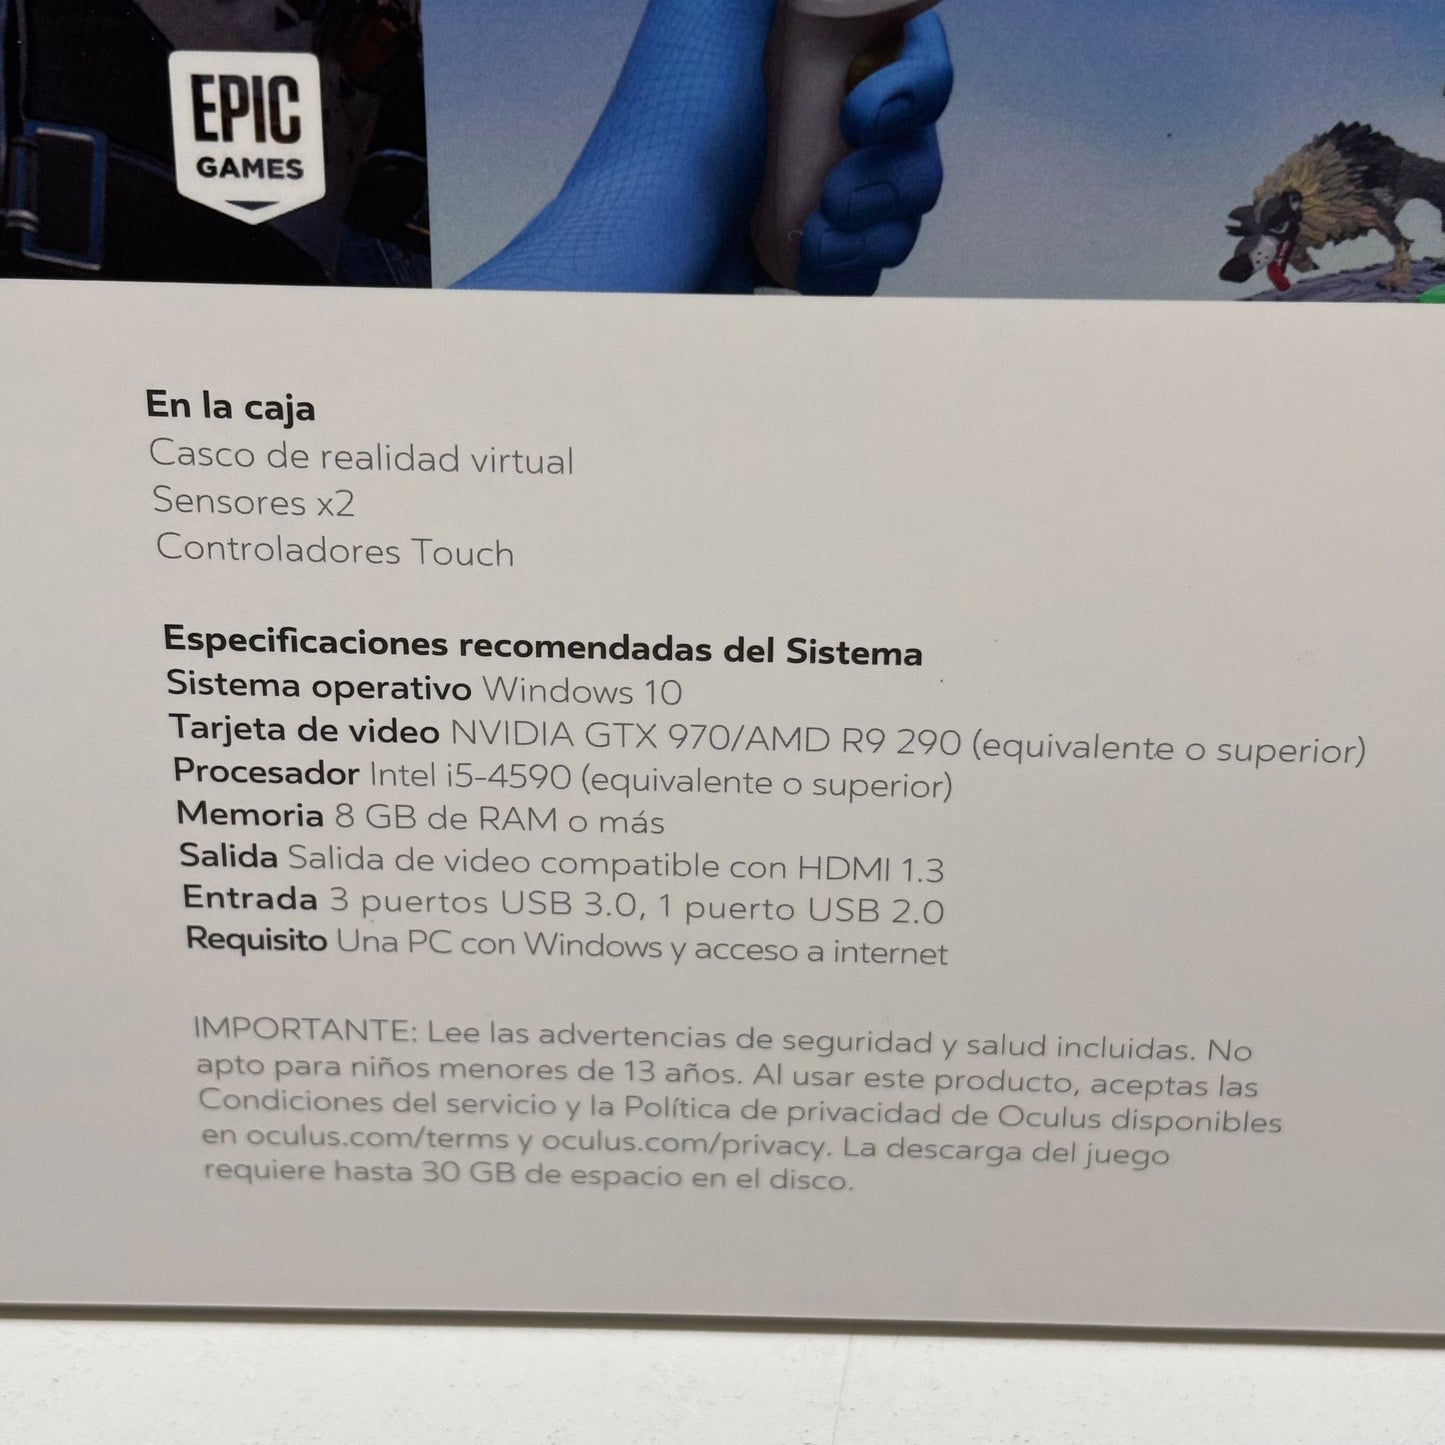 EPIC
GAMES
En la caja
Casco de realidad virtual
Sensores x2
Controladores Touch
Especificaciones recomendadas del Sistema
Sistema operativo Windows 10
Tarjeta de video NVIDIA GTX 970/AMD R9 290 (equivalente o superior)
Procesador Intel i5-4590 (equivalente o superior)
Memoria 8 GB de RAM o más
Salida Salida de video compatible con HDMI 1.3
Entrada 3 puertos USB 3.0, 1 puerto USB 2.0
Requisito Una PC con Windows y acceso a internet
IMPORTANTE: Lee las advertencias de seguridad y salud incluidas. No
apto para niños menores de 13 años. Al usar este producto, aceptas las
Condiciones del servicio y la Política de privacidad de Oculus disponibles
en oculus.com/terms y oculus.com/privacy. La descarga del juego
requiere hasta 30 GB de espacio en el disco.